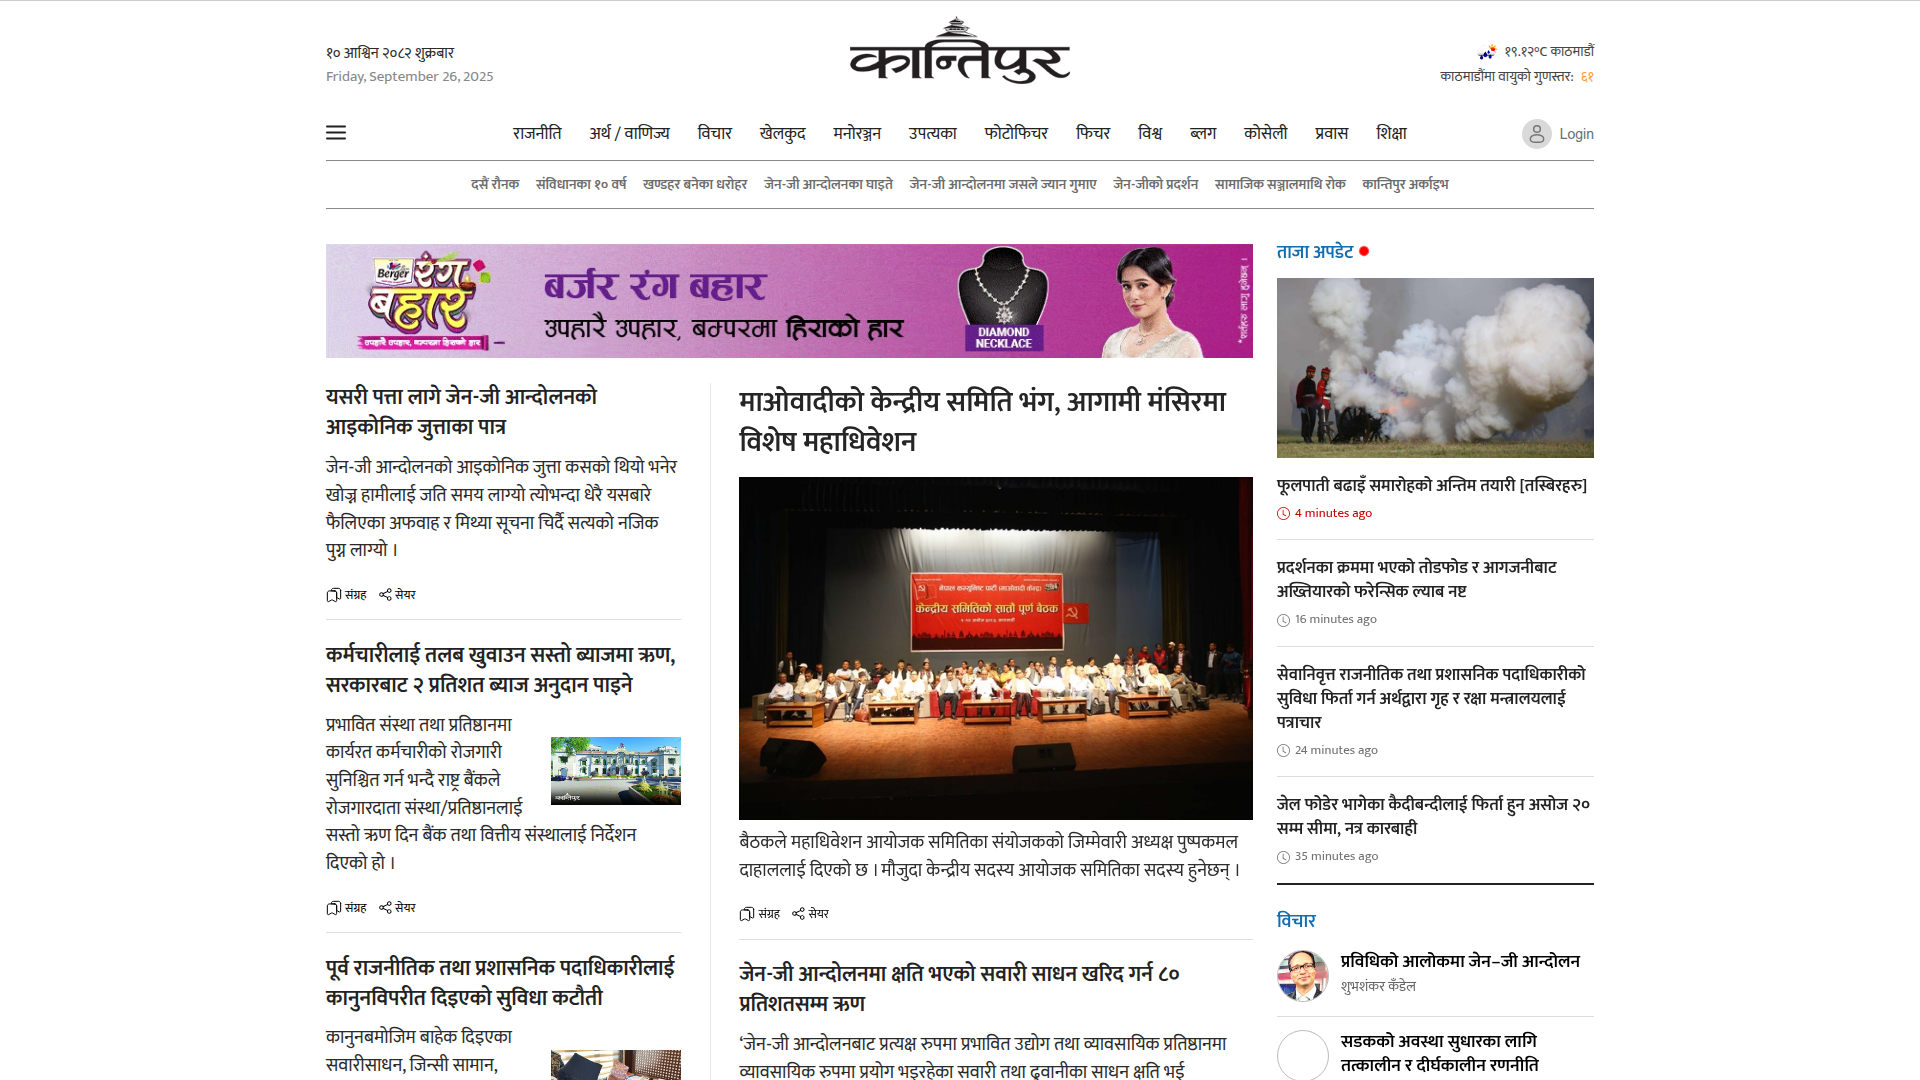 १० आश्विन २०८२ शुक्रबार
Friday, September 26, 2025
कान्तिपुर
१९.१२°C काठमाडौं
काठमाडौंमा वायुको गुणस्तर: ६१
राजनीति अर्थ / वाणिज्य विचार खेलकुद मनोरञ्जन उपत्यका फोटोफिचर फिचर विश्व ब्लग कोसेली प्रवास शिक्षा
Login
दसैं रौनक संविधानका १० वर्ष खण्डहर बनेका धरोहर जेन-जी आन्दोलनका घाइते जेन-जी आन्दोलनमा जसले ज्यान गुमाए जेन-जीको प्रदर्शन सामाजिक सञ्जालमाथि रोक कान्तिपुर अर्काइभ
Berger रंग
बहार
उपहारै उपहार, बम्परमा हिराको हार
बर्जर रंग बहार
उपहारै उपहार, बम्परमा हिराको हार
DIAMOND
NECKLACE
*शर्तहरू लागु हुनेछन् ।
यसरी पत्ता लागे जेन-जी आन्दोलनको
आइकोनिक जुत्ताका पात्र
जेन-जी आन्दोलनको आइकोनिक जुत्ता कसको थियो भनेर
खोज्न हामीलाई जति समय लाग्यो त्योभन्दा धेरै यसबारे
फैलिएका अफवाह र मिथ्या सूचना चिर्दै सत्यको नजिक
पुग्न लाग्यो ।
संग्रह सेयर
कर्मचारीलाई तलब खुवाउन सस्तो ब्याजमा ऋण,
सरकारबाट २ प्रतिशत ब्याज अनुदान पाइने
प्रभावित संस्था तथा प्रतिष्ठानमा
कार्यरत कर्मचारीको रोजगारी
सुनिश्चित गर्न भन्दै राष्ट्र बैंकले
रोजगारदाता संस्था/प्रतिष्ठानलाई
सस्तो ऋण दिन बैंक तथा वित्तीय संस्थालाई निर्देशन
दिएको हो ।
कान्तिपुर
संग्रह सेयर
पूर्व राजनीतिक तथा प्रशासनिक पदाधिकारीलाई
कानुनविपरीत दिइएको सुविधा कटौती
कानुनबमोजिम बाहेक दिइएका
सवारीसाधन, जिन्सी सामान,
माओवादीको केन्द्रीय समिति भंग, आगामी मंसिरमा
विशेष महाधिवेशन
नेपाल कम्युनिष्ट पार्टी (माओवादी केन्द्र)
केन्द्रीय समितिको सातौं पूर्ण बैठक
बैठकले महाधिवेशन आयोजक समितिका संयोजकको जिम्मेवारी अध्यक्ष पुष्पकमल
दाहाललाई दिएको छ । मौजुदा केन्द्रीय सदस्य आयोजक समितिका सदस्य हुनेछन् ।
संग्रह सेयर
जेन-जी आन्दोलनमा क्षति भएको सवारी साधन खरिद गर्न ८०
प्रतिशतसम्म ऋण
‘जेन-जी आन्दोलनबाट प्रत्यक्ष रुपमा प्रभावित उद्योग तथा व्यावसायिक प्रतिष्ठानमा
व्यावसायिक रुपमा प्रयोग भइरहेका सवारी तथा ढुवानीका साधन क्षति भई
ताजा अपडेट
फूलपाती बढाइँ समारोहको अन्तिम तयारी [तस्बिरहरु]
4 minutes ago
प्रदर्शनका क्रममा भएको तोडफोड र आगजनीबाट
अख्तियारको फरेन्सिक ल्याब नष्ट
16 minutes ago
सेवानिवृत्त राजनीतिक तथा प्रशासनिक पदाधिकारीको
सुविधा फिर्ता गर्न अर्थद्वारा गृह र रक्षा मन्त्रालयलाई
पत्राचार
24 minutes ago
जेल फोडेर भागेका कैदीबन्दीलाई फिर्ता हुन असोज २०
सम्म सीमा, नत्र कारबाही
35 minutes ago
विचार
प्रविधिको आलोकमा जेन–जी आन्दोलन
शुभशंकर कँडेल
सडकको अवस्था सुधारका लागि
तत्कालीन र दीर्घकालीन रणनीति